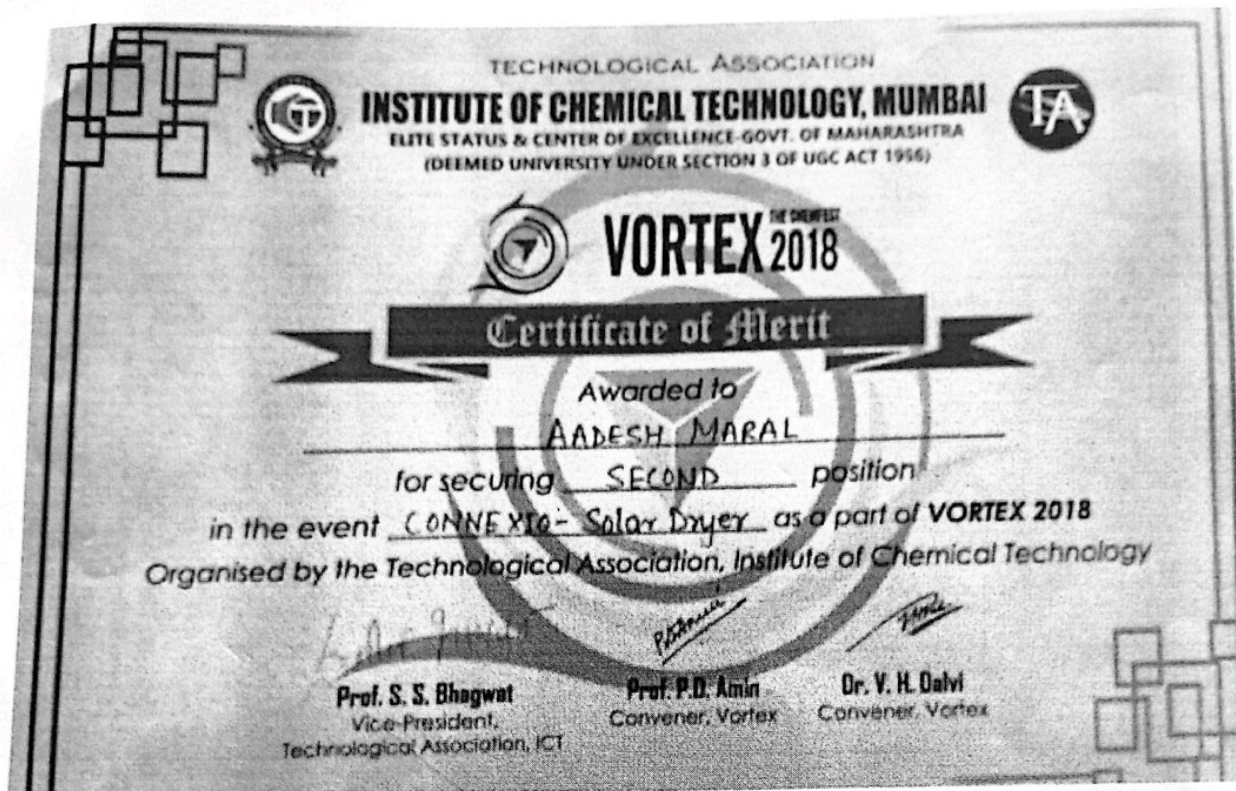 TECHNOLOGICAL ASSOCIATION
INSTITUTE OF CHEMICAL TECHNOLOGY, MUMBAI
ELITE STATUS & CENTER OF EXCELLENCE-GOVT. OF MAHARASHTRA
(DEEMED UNIVERSITY UNDER SECTION 3 OF UGC ACT 1956)
TA
VORTEX THE CHEMFEST 2018
Certificate of Merit
Awarded to
AADESH MARAL
for securing SECOND position
in the event CONNEXIO- Solar Dryer as a part of VORTEX 2018
Organised by the Technological Association, Institute of Chemical Technology
Prof. S. S. Bhagwat Prof. P.D. Amin Dr. V. H. Dalvi
Vice-President, Convener, Vortex Convener, Vortex
Technological Association, ICT